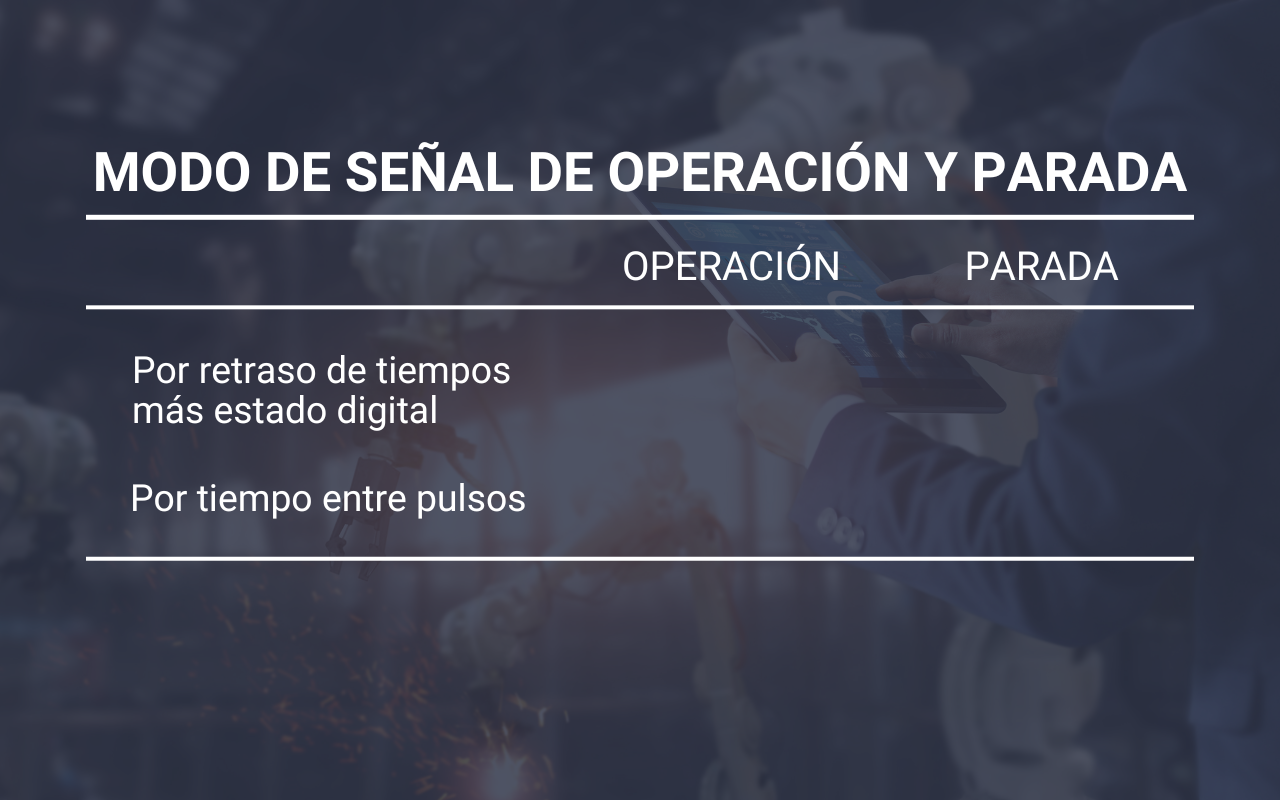 MODO DE SEÑAL DE OPERACIÓN Y PARADA
OPERACIÓN PARADA
Por retraso de tiempos
más estado digital
Por tiempo entre pulsos